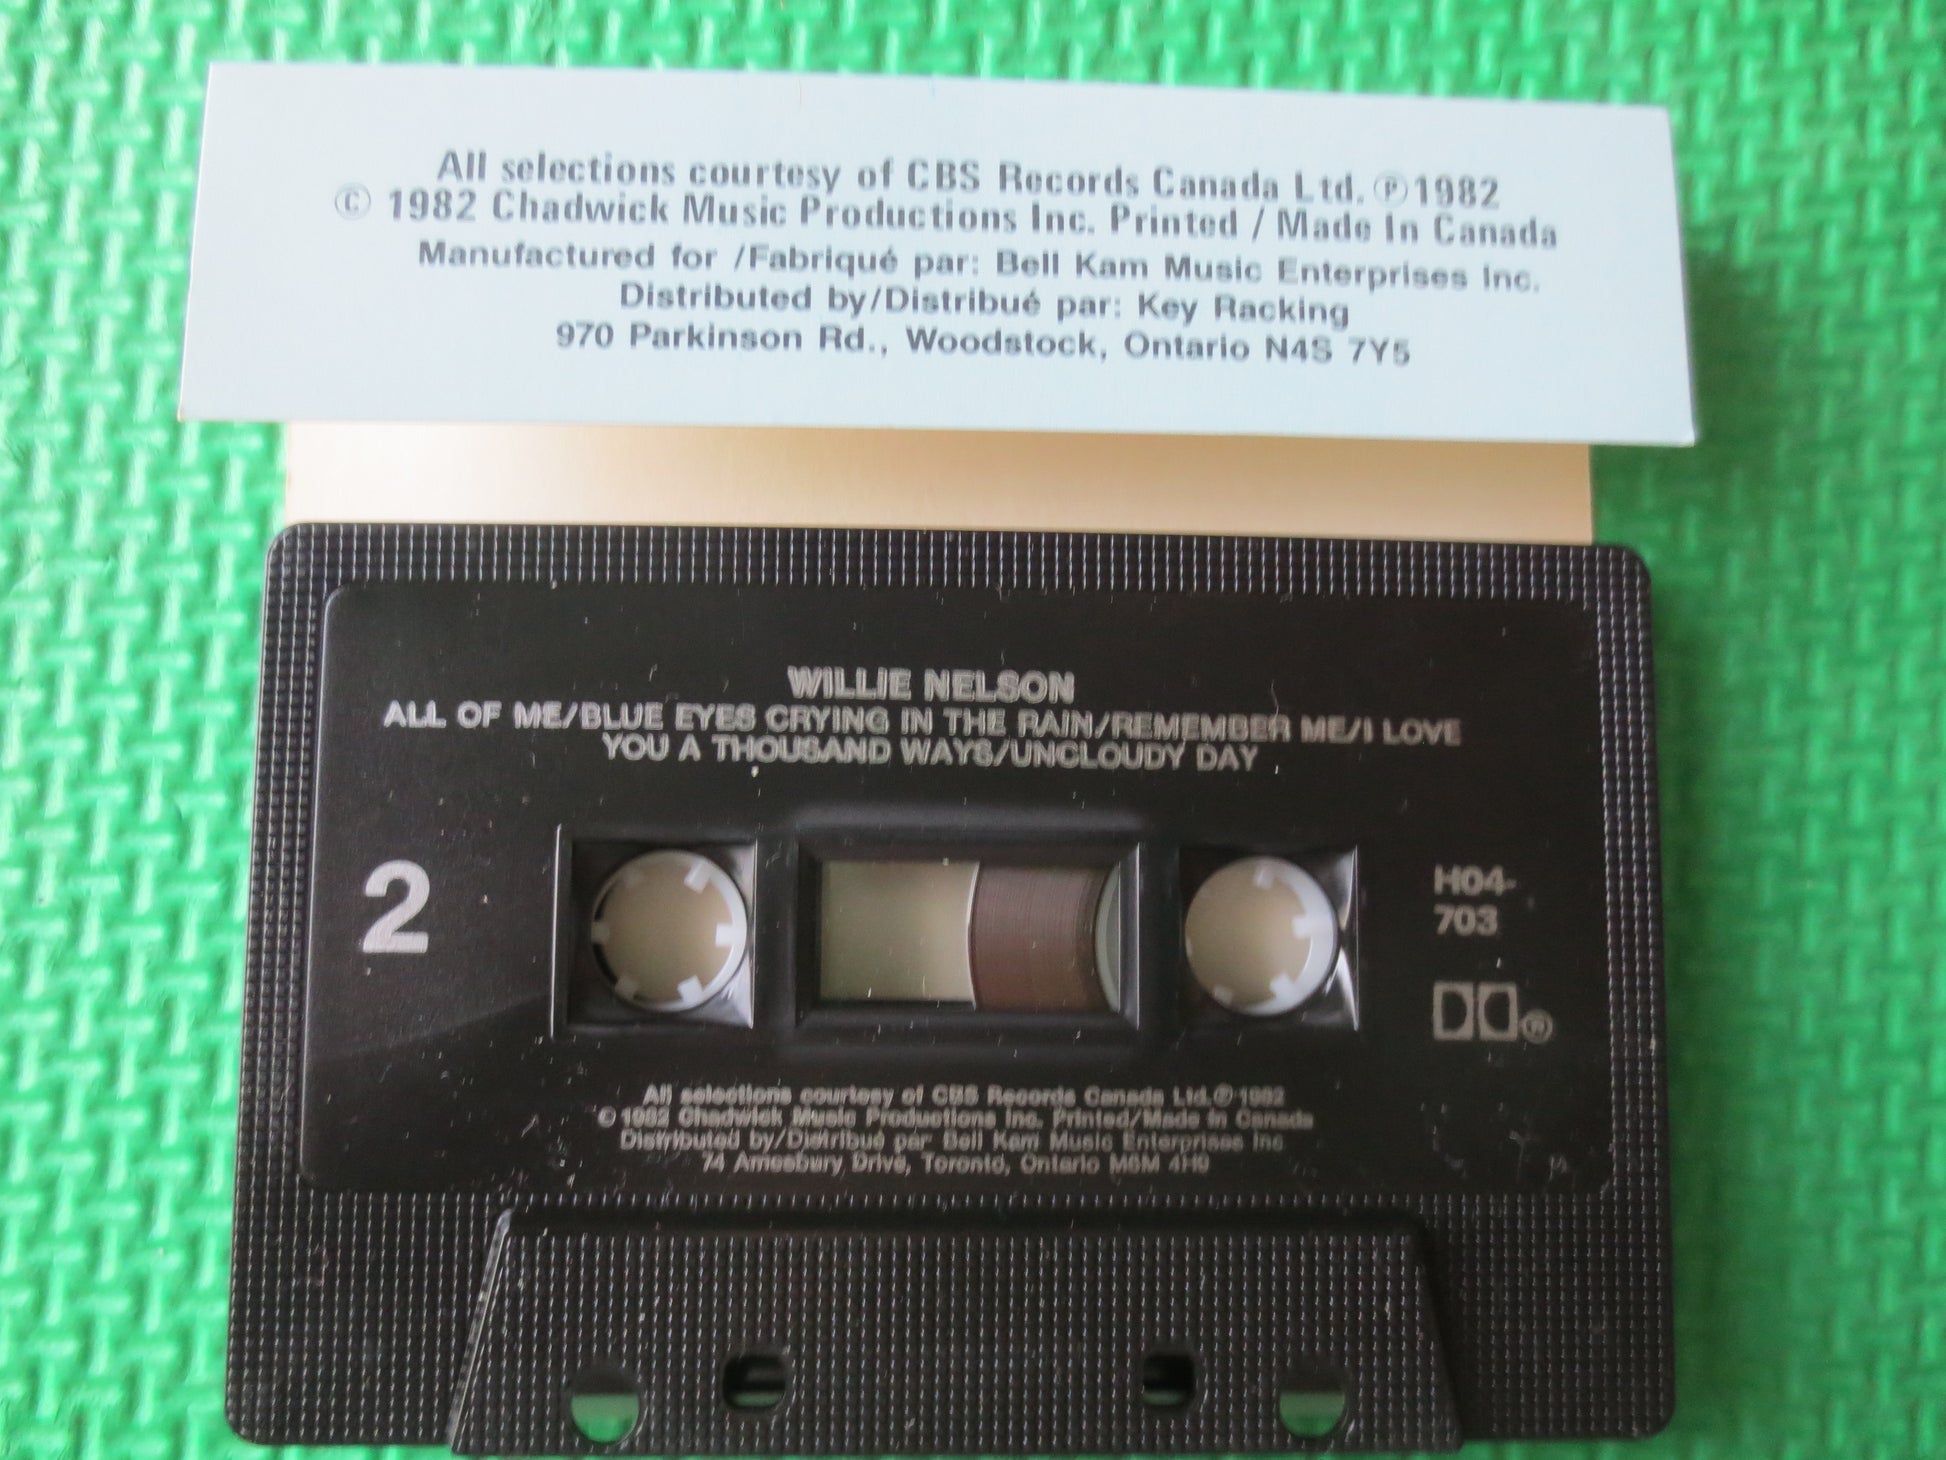 All selections courtesy of CBS Records Canada Ltd. ℗ 1982
© 1982 Chadwick Music Productions Inc. Printed / Made In Canada
Manufactured for /Fabriqué par: Bell Kam Music Enterprises Inc.
Distributed by/Distribué par: Key Racking
970 Parkinson Rd., Woodstock, Ontario N4S 7Y5
WILLIE NELSON
ALL OF ME/BLUE EYES CRYING IN THE RAIN/REMEMBER ME/I LOVE
YOU A THOUSAND WAYS/UNCLOUDY DAY
2
H04-
703
®
All selections courtesy of CBS Records Canada Ltd. ℗ 1982
© 1982 Chadwick Music Productions Inc. Printed/Made In Canada
Distributed by/Distribué par Bell Kam Music Enterprises Inc
74 Amesbury Drive, Toronto, Ontario